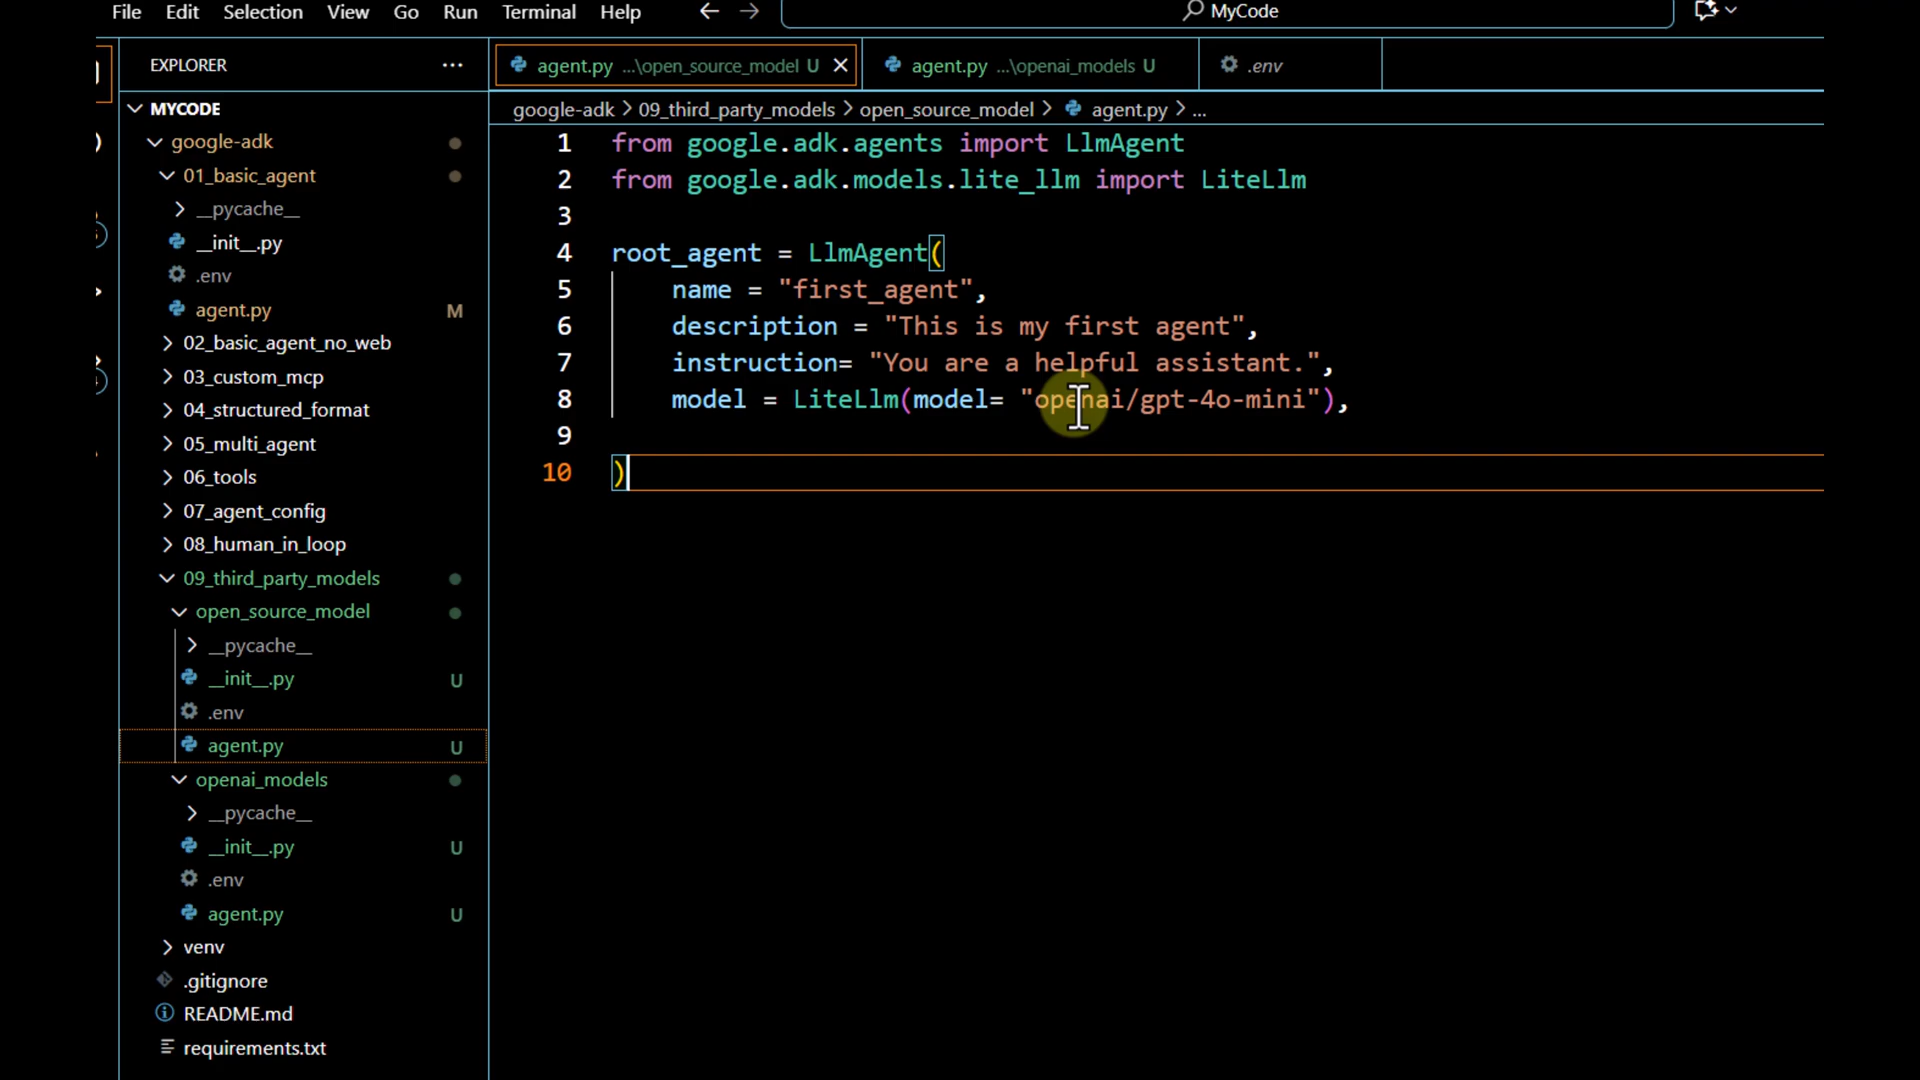 File Edit Selection View Go Run Terminal Help
MyCode
EXPLORER
agent.py ...\open_source_model U
agent.py ...\openai_models U
.env
MYCODE
google-adk
01_basic_agent
__pycache__
__init__.py
.env
agent.py M
02_basic_agent_no_web
03_custom_mcp
04_structured_format
05_multi_agent
06_tools
07_agent_config
08_human_in_loop
09_third_party_models
open_source_model
__pycache__
__init__.py U
.env
agent.py U
openai_models
__pycache__
__init__.py U
.env
agent.py U
venv
.gitignore
README.md
requirements.txt
google-adk > 09_third_party_models > open_source_model > agent.py > ...
1 from google.adk.agents import LlmAgent
2 from google.adk.models.lite_llm import LiteLlm
3
4 root_agent = LlmAgent(
5 name = "first_agent",
6 description = "This is my first agent",
7 instruction= "You are a helpful assistant.",
8 model = LiteLlm(model= "openai/gpt-4o-mini"),
9
10 )